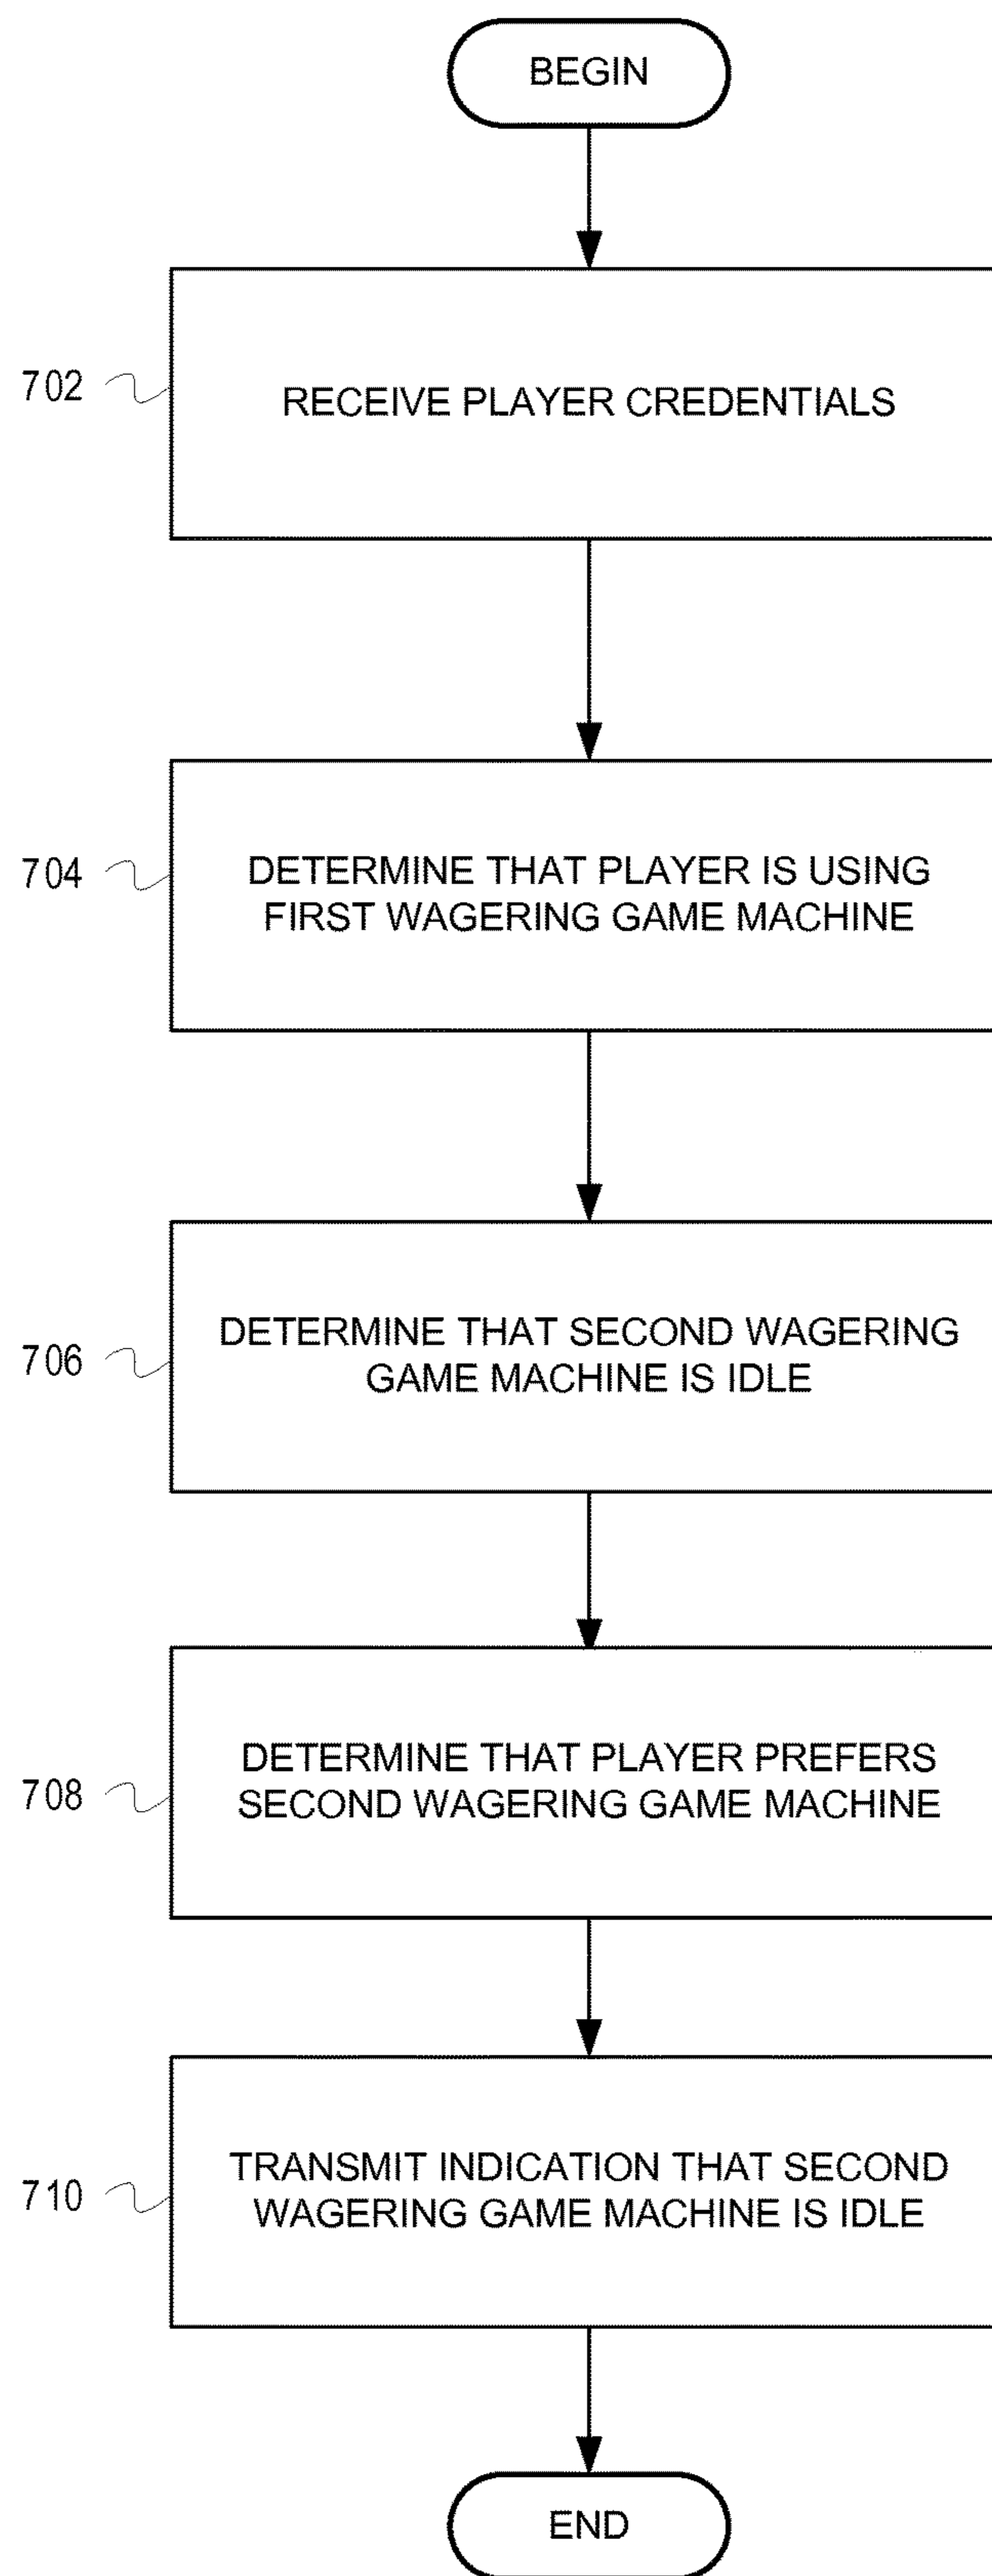 BEGIN
702
RECEIVE PLAYER CREDENTIALS
704
DETERMINE THAT PLAYER IS USING
FIRST WAGERING GAME MACHINE
706
DETERMINE THAT SECOND WAGERING
GAME MACHINE IS IDLE
708
DETERMINE THAT PLAYER PREFERS
SECOND WAGERING GAME MACHINE
710
TRANSMIT INDICATION THAT SECOND
WAGERING GAME MACHINE IS IDLE
END